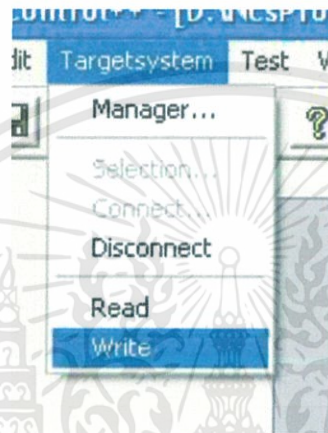 Targetsystem Test
Manager...
Selection...
Connect...
Disconnect
Read
Write